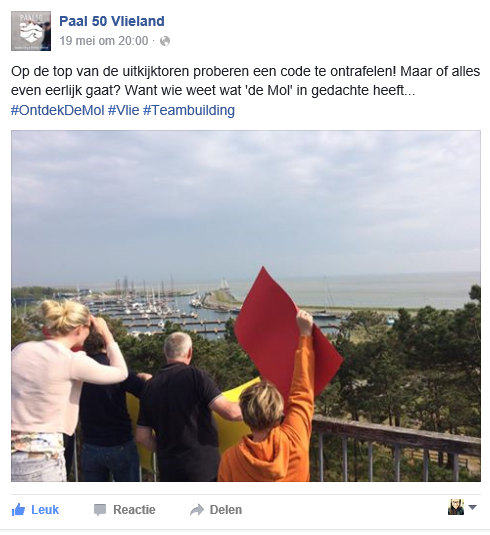 PAAL50
Paal 50 Vlieland
19 mei om 20:00 ·
Op de top van de uitkijktoren proberen een code te ontrafelen! Maar of alles
even eerlijk gaat? Want wie weet wat 'de Mol' in gedachte heeft...
#OntdekDeMol #Vlie #Teambuilding
Leuk Reactie Delen